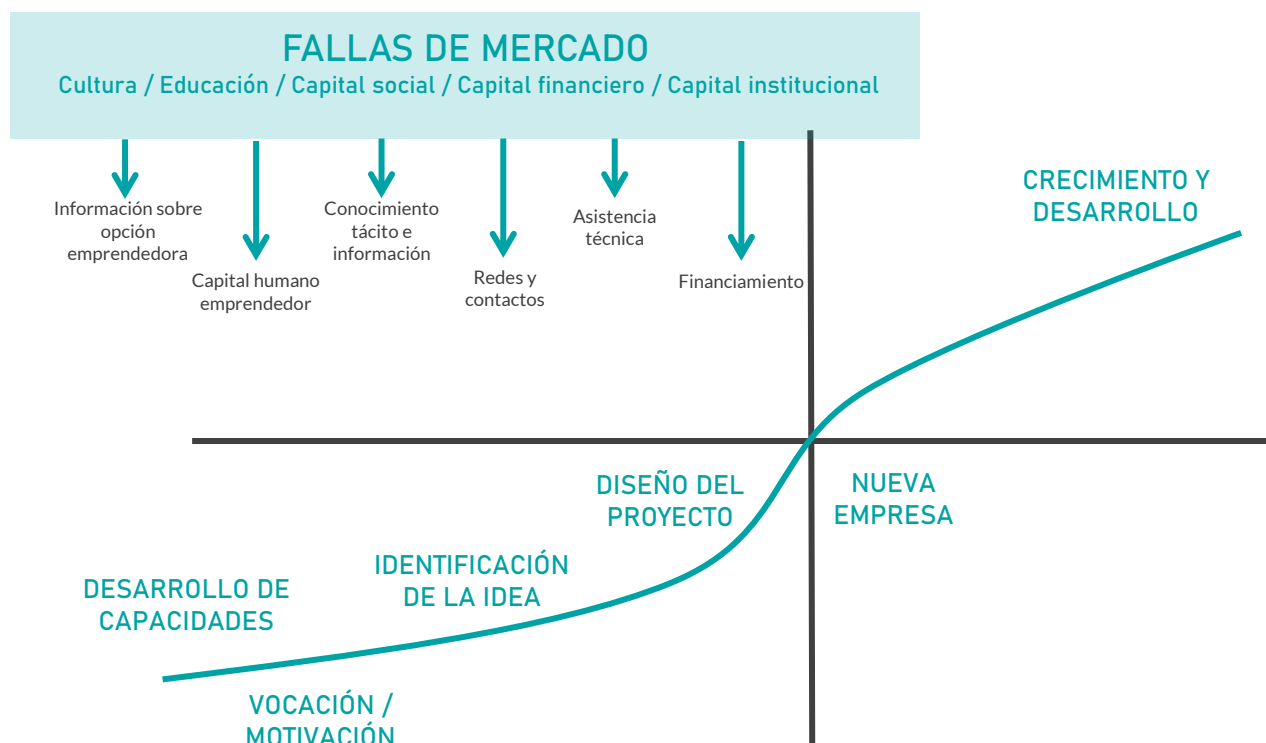 FALLAS DE MERCADO
Cultura / Educación / Capital social / Capital financiero / Capital institucional
Información sobre
opción
emprendedora
Capital humano
emprendedor
Conocimiento
tácito e
información
Redes y
contactos
Asistencia
técnica
Financiamiento
CRECIMIENTO Y
DESARROLLO
DISEÑO DEL
PROYECTO
NUEVA
EMPRESA
IDENTIFICACIÓN
DE LA IDEA
DESARROLLO DE
CAPACIDADES
VOCACIÓN /
MOTIVACIÓN